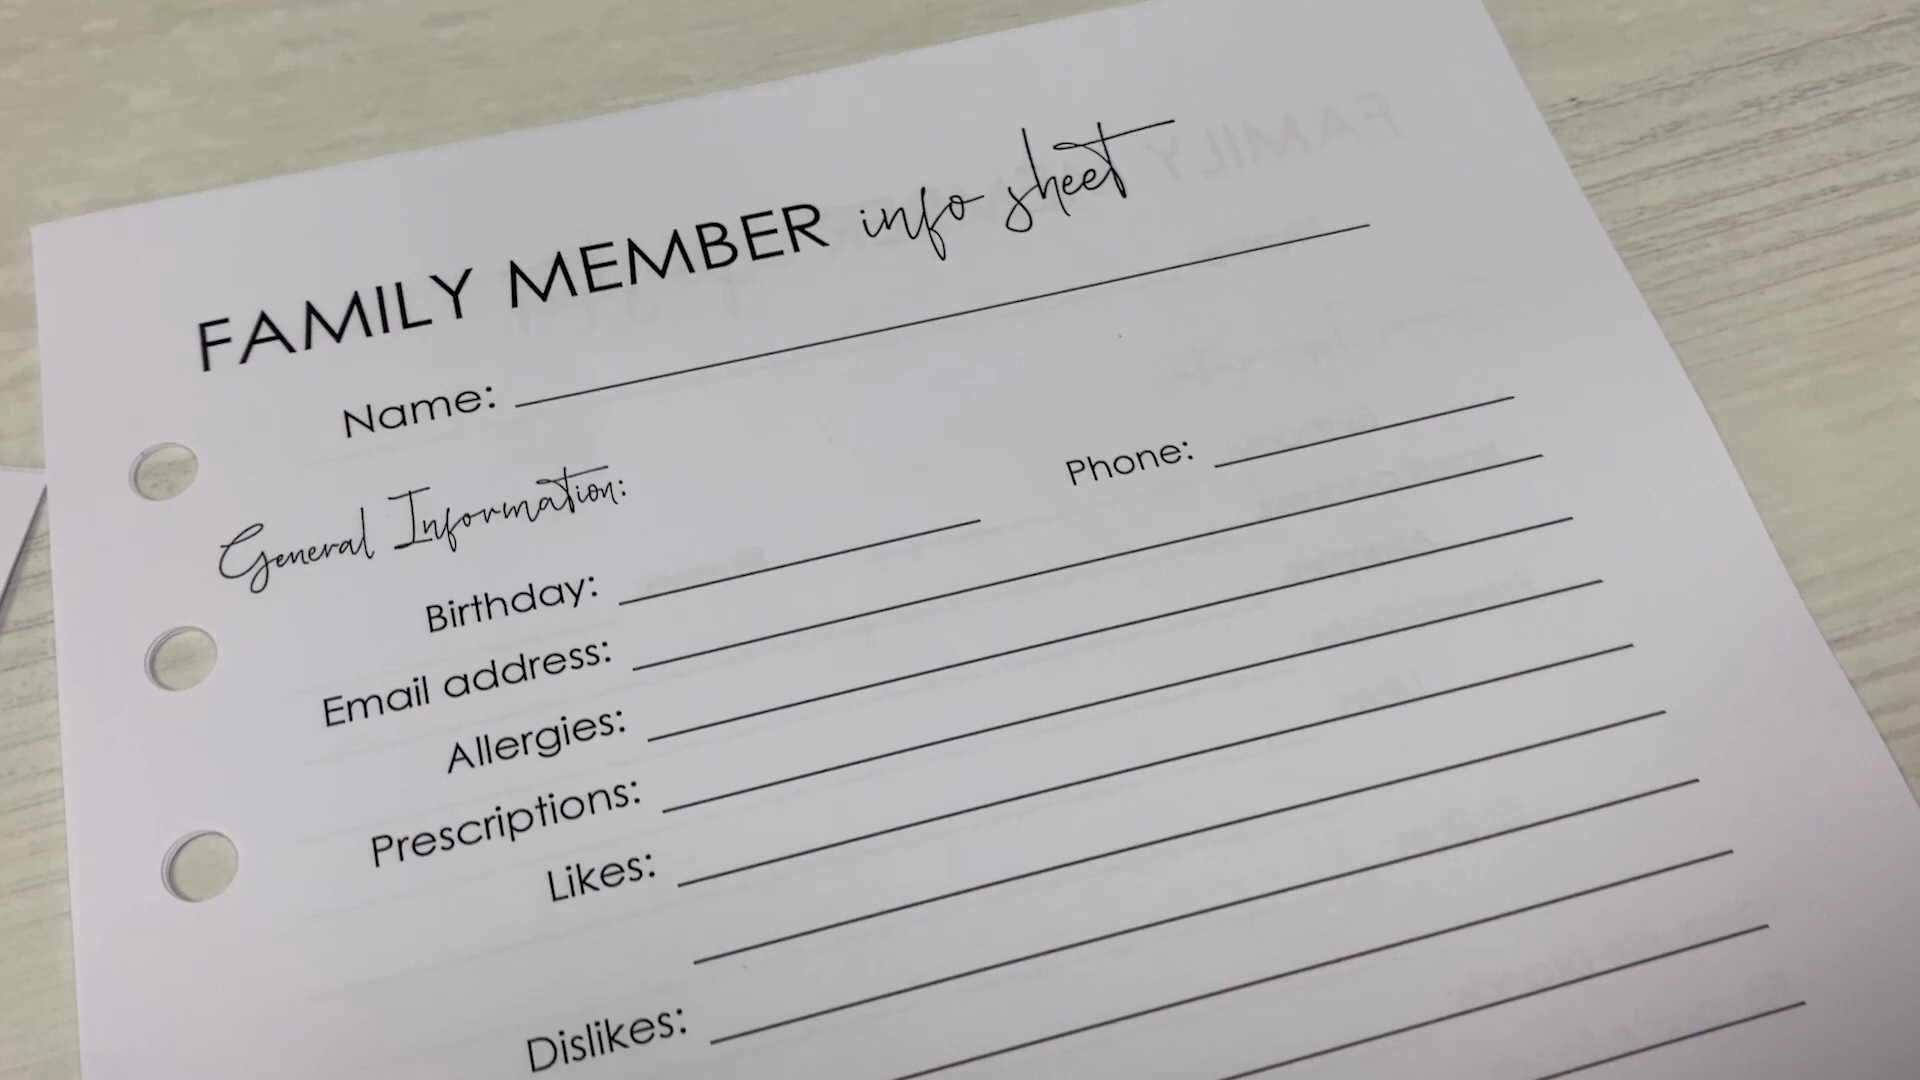 FAMILY MEMBER info sheet
Name:
General Information:
Birthday: Phone:
Email address:
Allergies:
Prescriptions:
Likes:
Dislikes: